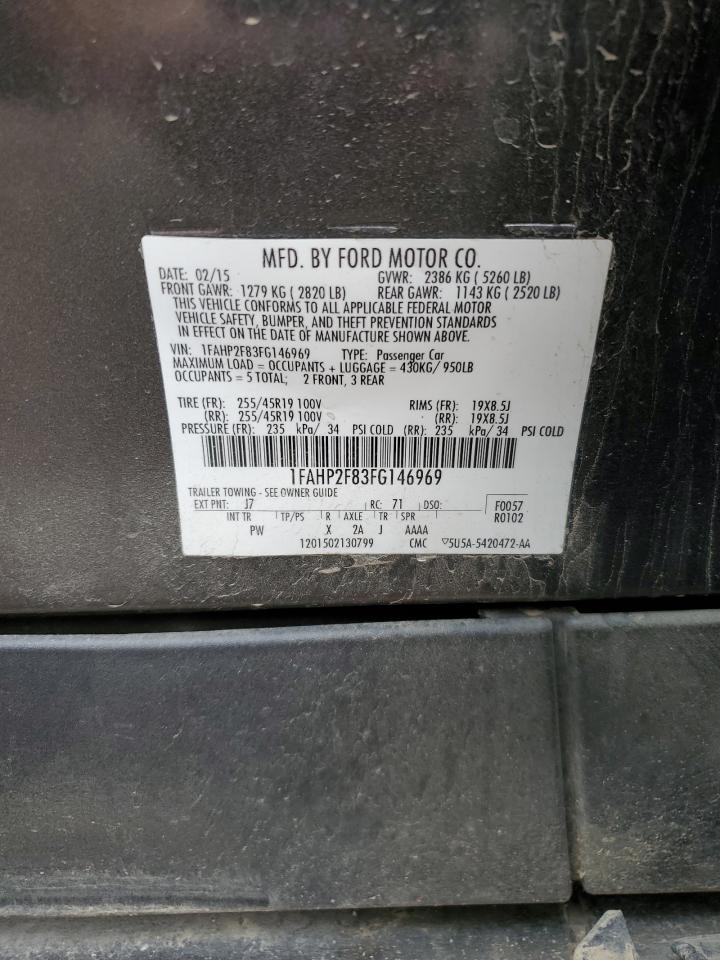 MFD. BY FORD MOTOR CO.
DATE: 02/15 GVWR: 2386 KG ( 5260 LB)
FRONT GAWR: 1279 KG ( 2820 LB) REAR GAWR: 1143 KG ( 2520 LB)
THIS VEHICLE CONFORMS TO ALL APPLICABLE FEDERAL MOTOR
VEHICLE SAFETY, BUMPER, AND THEFT PREVENTION STANDARDS
IN EFFECT ON THE DATE OF MANUFACTURE SHOWN ABOVE.
VIN: 1FAHP2F83FG146969 TYPE: Passenger Car
MAXIMUM LOAD = OCCUPANTS + LUGGAGE = 430KG/ 950LB
OCCUPANTS = 5 TOTAL; 2 FRONT, 3 REAR
TIRE (FR): 255/45R19 100V RIMS (FR): 19X8.5J
(RR): 255/45R19 100V (RR): 19X8.5J
PRESSURE (FR): 235 kPa/ 34 PSI COLD (RR): 235 kPa/ 34 PSI COLD
1FAHP2F83FG146969
TRAILER TOWING - SEE OWNER GUIDE
EXT PNT: J7 RC: 71 DSO: F0057
INT TR TP/PS R AXLE TR SPR R0102
PW X 2A J AAAA
1201502130799 CMC ▽5U5A-5420472-AA